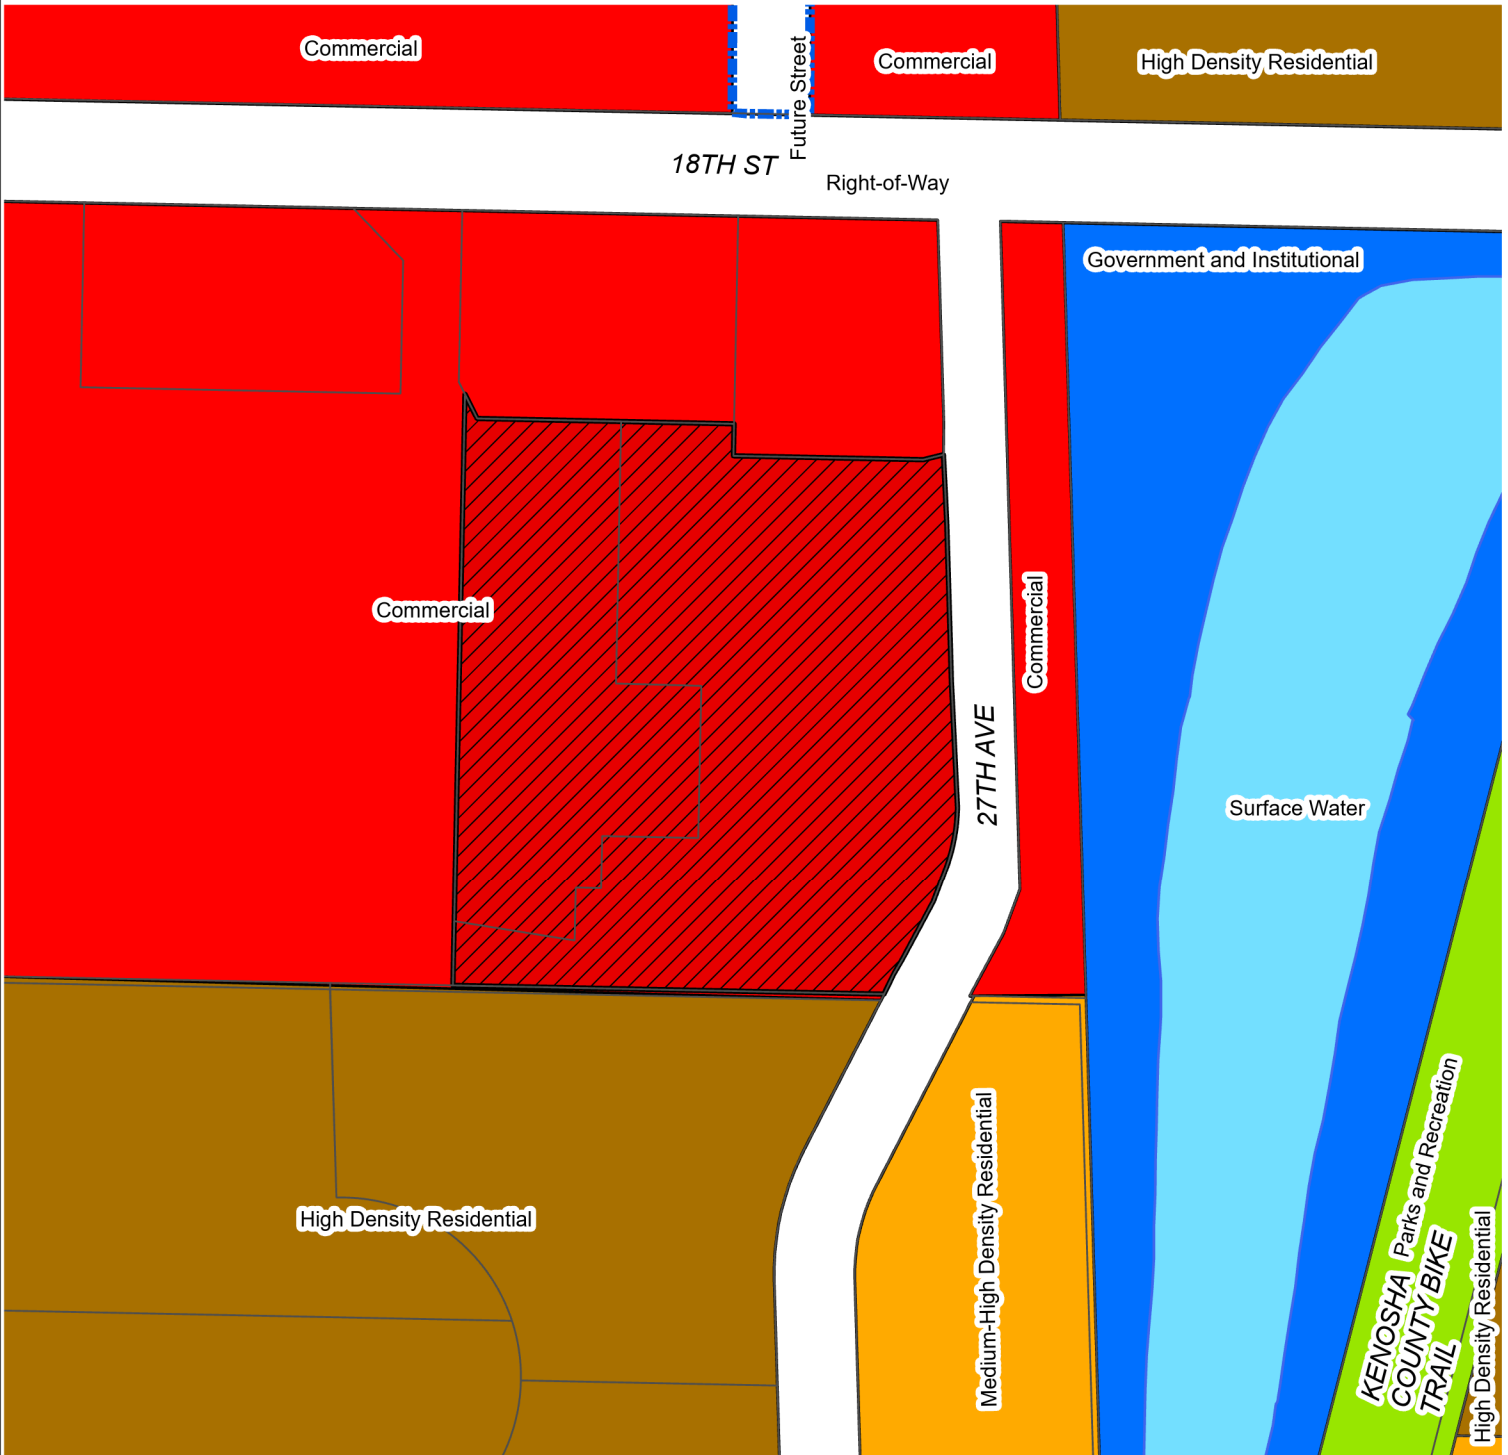 Commercial
Future Street
Commercial
High Density Residential
18TH ST
Right-of-Way
Government and Institutional
Commercial
Commercial
27TH AVE
Surface Water
High Density Residential
Medium-High Density Residential
Parks and Recreation
KENOSHA
COUNTY BIKE
TRAIL
High Density Residential